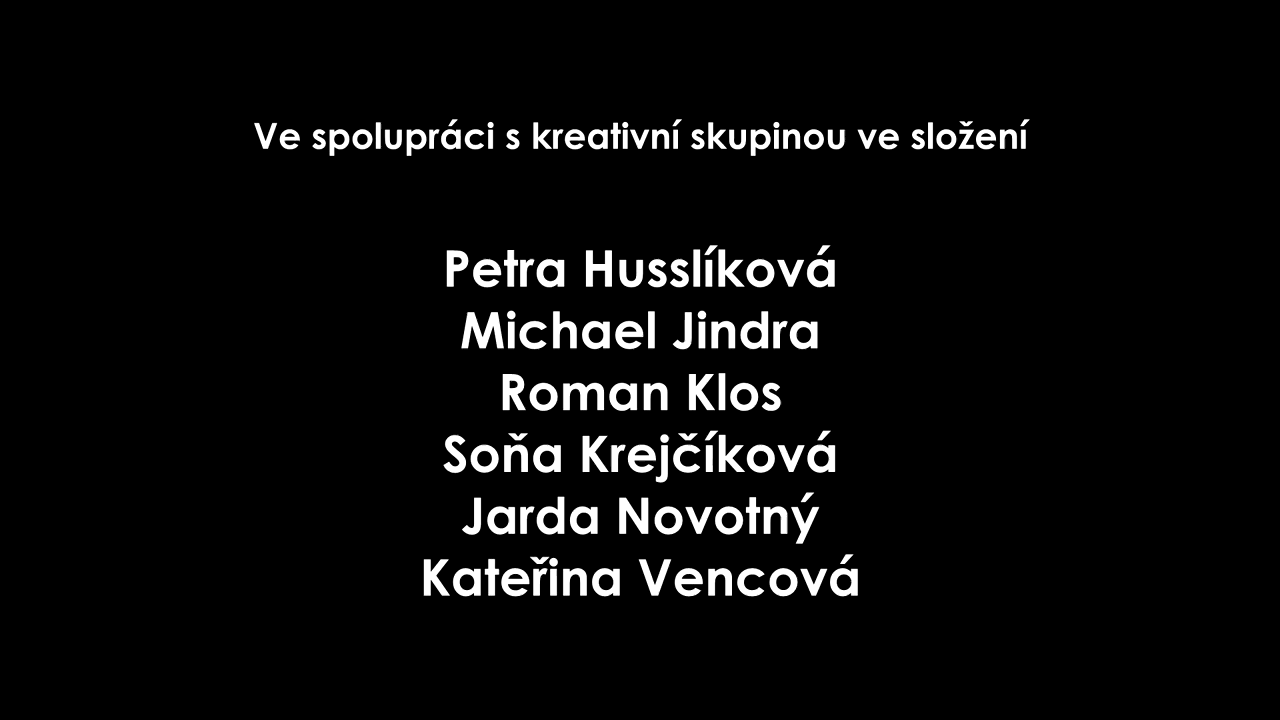 Ve spolupráci s kreativní skupinou ve složení
Petra Husslíková
Michael Jindra
Roman Klos
Soňa Krejčíková
Jarda Novotný
Kateřina Vencová